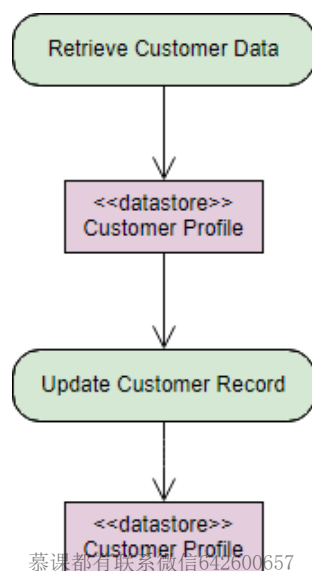 Retrieve Customer Data
<<datastore>>
Customer Profile
Update Customer Record
<<datastore>>
Customer Profile
慕课都有联系微信642600657